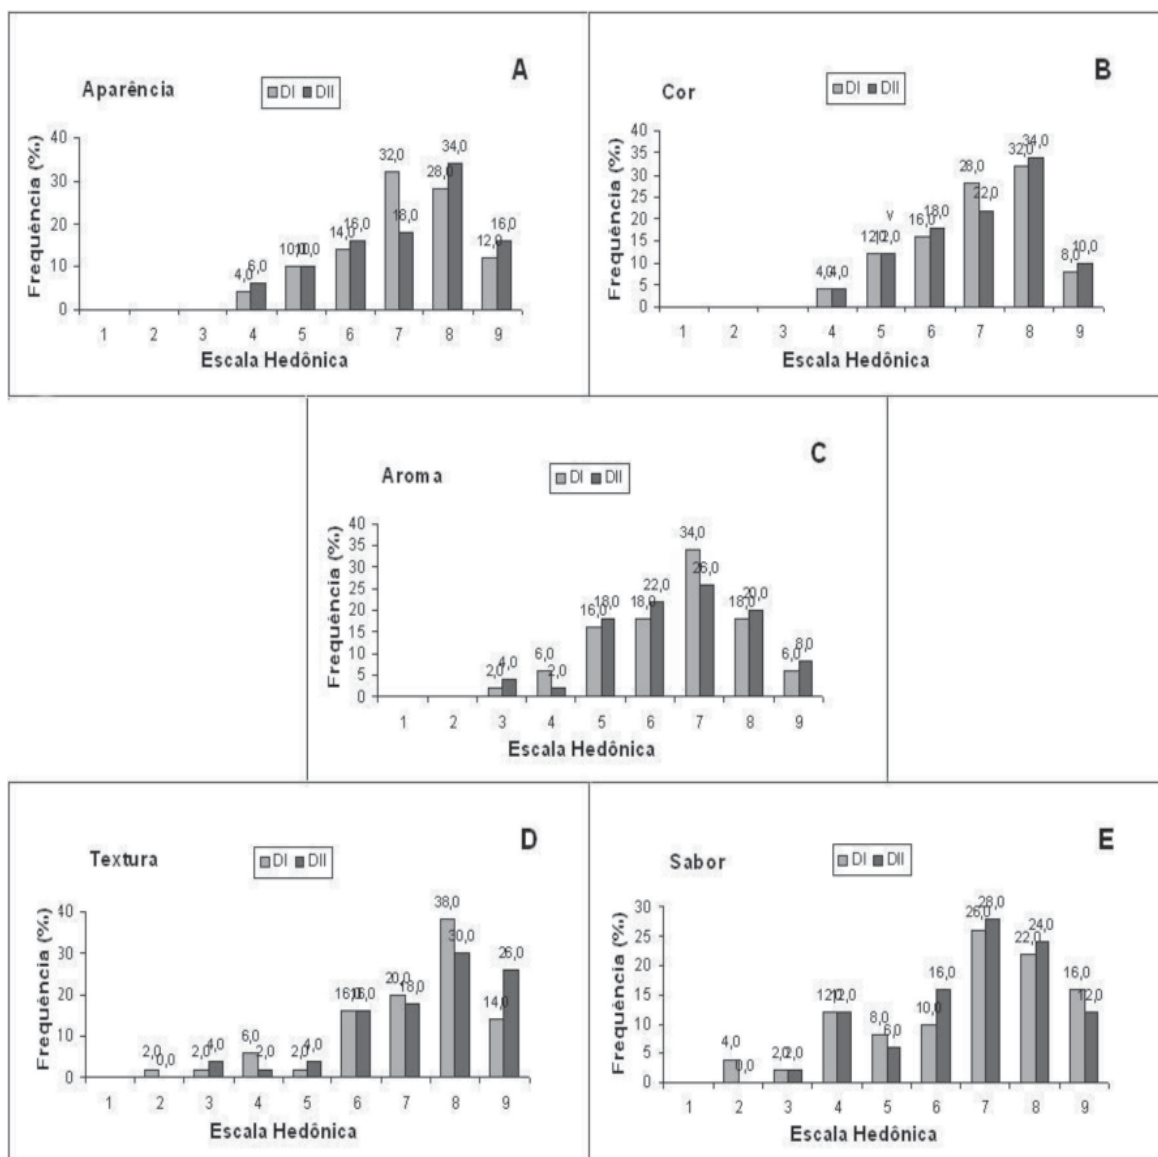 A
Aparência
DI DII
Frequência (%)
40
30
20
10
0
4,0 6,0 10,0 10,0 14,0 16,0 32,0 18,0 28,0 34,0 12,0 16,0
1 2 3 4 5 6 7 8 9
Escala Hedônica
B
Cor
DI DII
Frequência (%)
40
35
30
25
20
15
10
5
0
4,0 4,0 12,0 12,0 v 16,0 18,0 28,0 22,0 32,0 34,0 8,0 10,0
1 2 3 4 5 6 7 8 9
Escala Hedônica
C
Aroma
DI DII
Frequência (%)
40
35
30
25
20
15
10
5
0
2,0 4,0 6,0 2,0 16,0 18,0 18,0 22,0 34,0 26,0 18,0 20,0 6,0 8,0
1 2 3 4 5 6 7 8 9
Escala Hedônica
D
Textura
DI DII
Frequência (%)
40
30
20
10
0
2,0 0,0 2,0 4,0 6,0 2,0 2,0 4,0 16,0 16,0 20,0 18,0 38,0 30,0 14,0 26,0
1 2 3 4 5 6 7 8 9
Escala Hedônica
E
Sabor
DI DII
Frequência (%)
30
25
20
15
10
5
0
4,0 0,0 2,0 2,0 12,0 12,0 8,0 6,0 10,0 16,0 26,0 28,0 22,0 24,0 16,0 12,0
1 2 3 4 5 6 7 8 9
Escala Hedônica